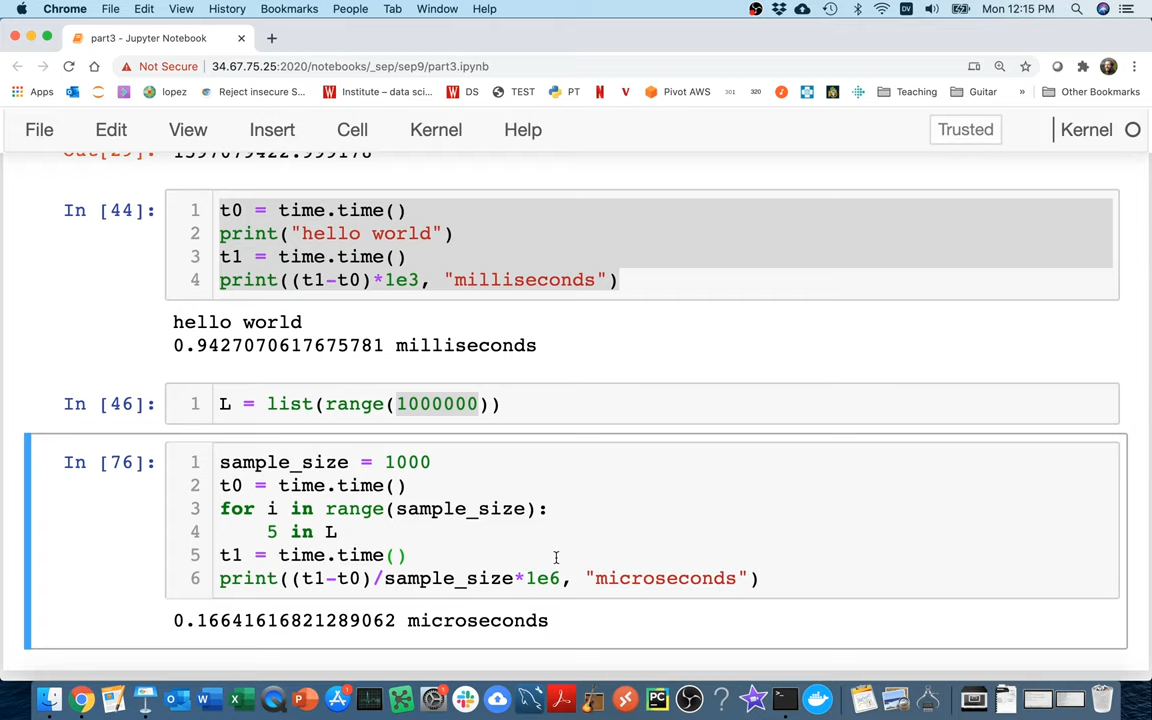 Chrome File Edit View History Bookmarks People Tab Window Help DV Mon 12:15 PM
part3 - Jupyter Notebook
Not Secure 34.67.75.25:2020/notebooks/_sep/sep9/part3.ipynb
Apps lopez Reject insecure S... Institute – data sci... DS TEST PT Pivot AWS 301 320 Teaching Guitar » Other Bookmarks
File Edit View Insert Cell Kernel Help Trusted Kernel
In [44]:
1 t0 = time.time()
2 print("hello world")
3 t1 = time.time()
4 print((t1-t0)*1e3, "milliseconds")
hello world
0.9427070617675781 milliseconds
In [46]: 1 L = list(range(1000000))
In [76]:
1 sample_size = 1000
2 t0 = time.time()
3 for i in range(sample_size):
4 5 in L
5 t1 = time.time()
6 print((t1-t0)/sample_size*1e6, "microseconds")
0.16641616821289062 microseconds